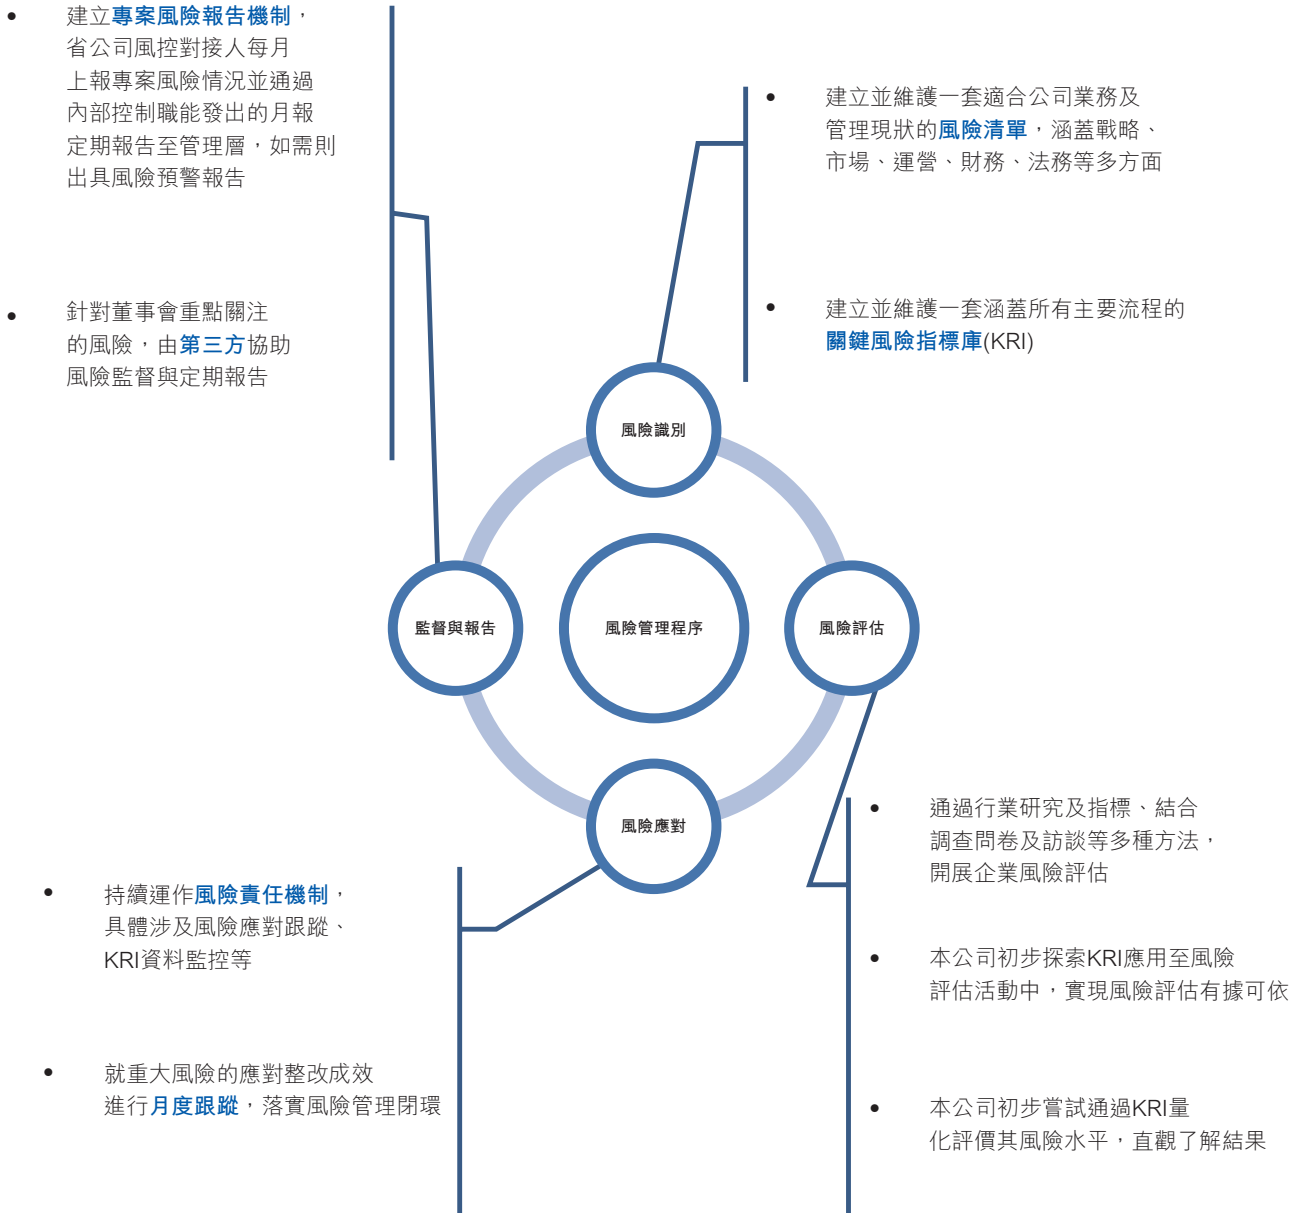 • 建立專案風險報告機制，
省公司風控對接人每月
上報專案風險情況並通過
內部控制職能發出的月報
定期報告至管理層，如需則
出具風險預警報告
• 針對董事會重點關注
的風險，由第三方協助
風險監督與定期報告
• 建立並維護一套適合公司業務及
管理現狀的風險清單，涵蓋戰略、
市場、運營、財務、法務等多方面
• 建立並維護一套涵蓋所有主要流程的
關鍵風險指標庫(KRI)
風險識別
監督與報告
風險管理程序
風險評估
風險應對
• 持續運作風險責任機制，
具體涉及風險應對跟蹤、
KRI資料監控等
• 就重大風險的應對整改成效
進行月度跟蹤，落實風險管理閉環
• 通過行業研究及指標、結合
調查問卷及訪談等多種方法，
開展企業風險評估
• 本公司初步探索KRI應用至風險
評估活動中，實現風險評估有據可依
• 本公司初步嘗試通過KRI量
化評價其風險水平，直觀了解結果